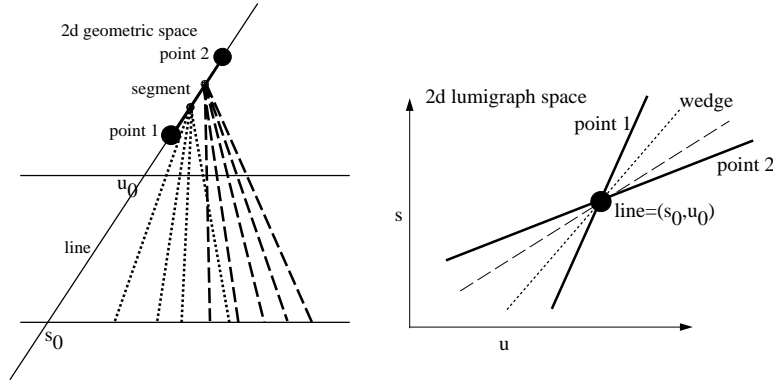 2d geometric space
point 2
segment
point 1
u0
line
s0
2d lumigraph space
wedge
point 1
point 2
s
line=(s0,u0)
u